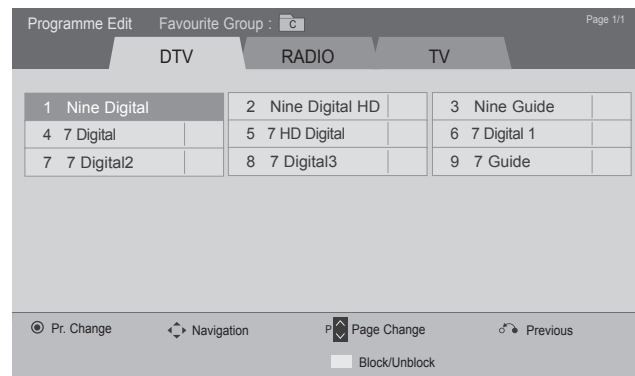 Programme Edit Favourite Group : C Page 1/1
DTV RADIO TV
1 Nine Digital 2 Nine Digital HD 3 Nine Guide
4 7 Digital 5 7 HD Digital 6 7 Digital 1
7 7 Digital2 8 7 Digital3 9 7 Guide
Pr. Change Navigation P Page Change Previous
Block/Unblock